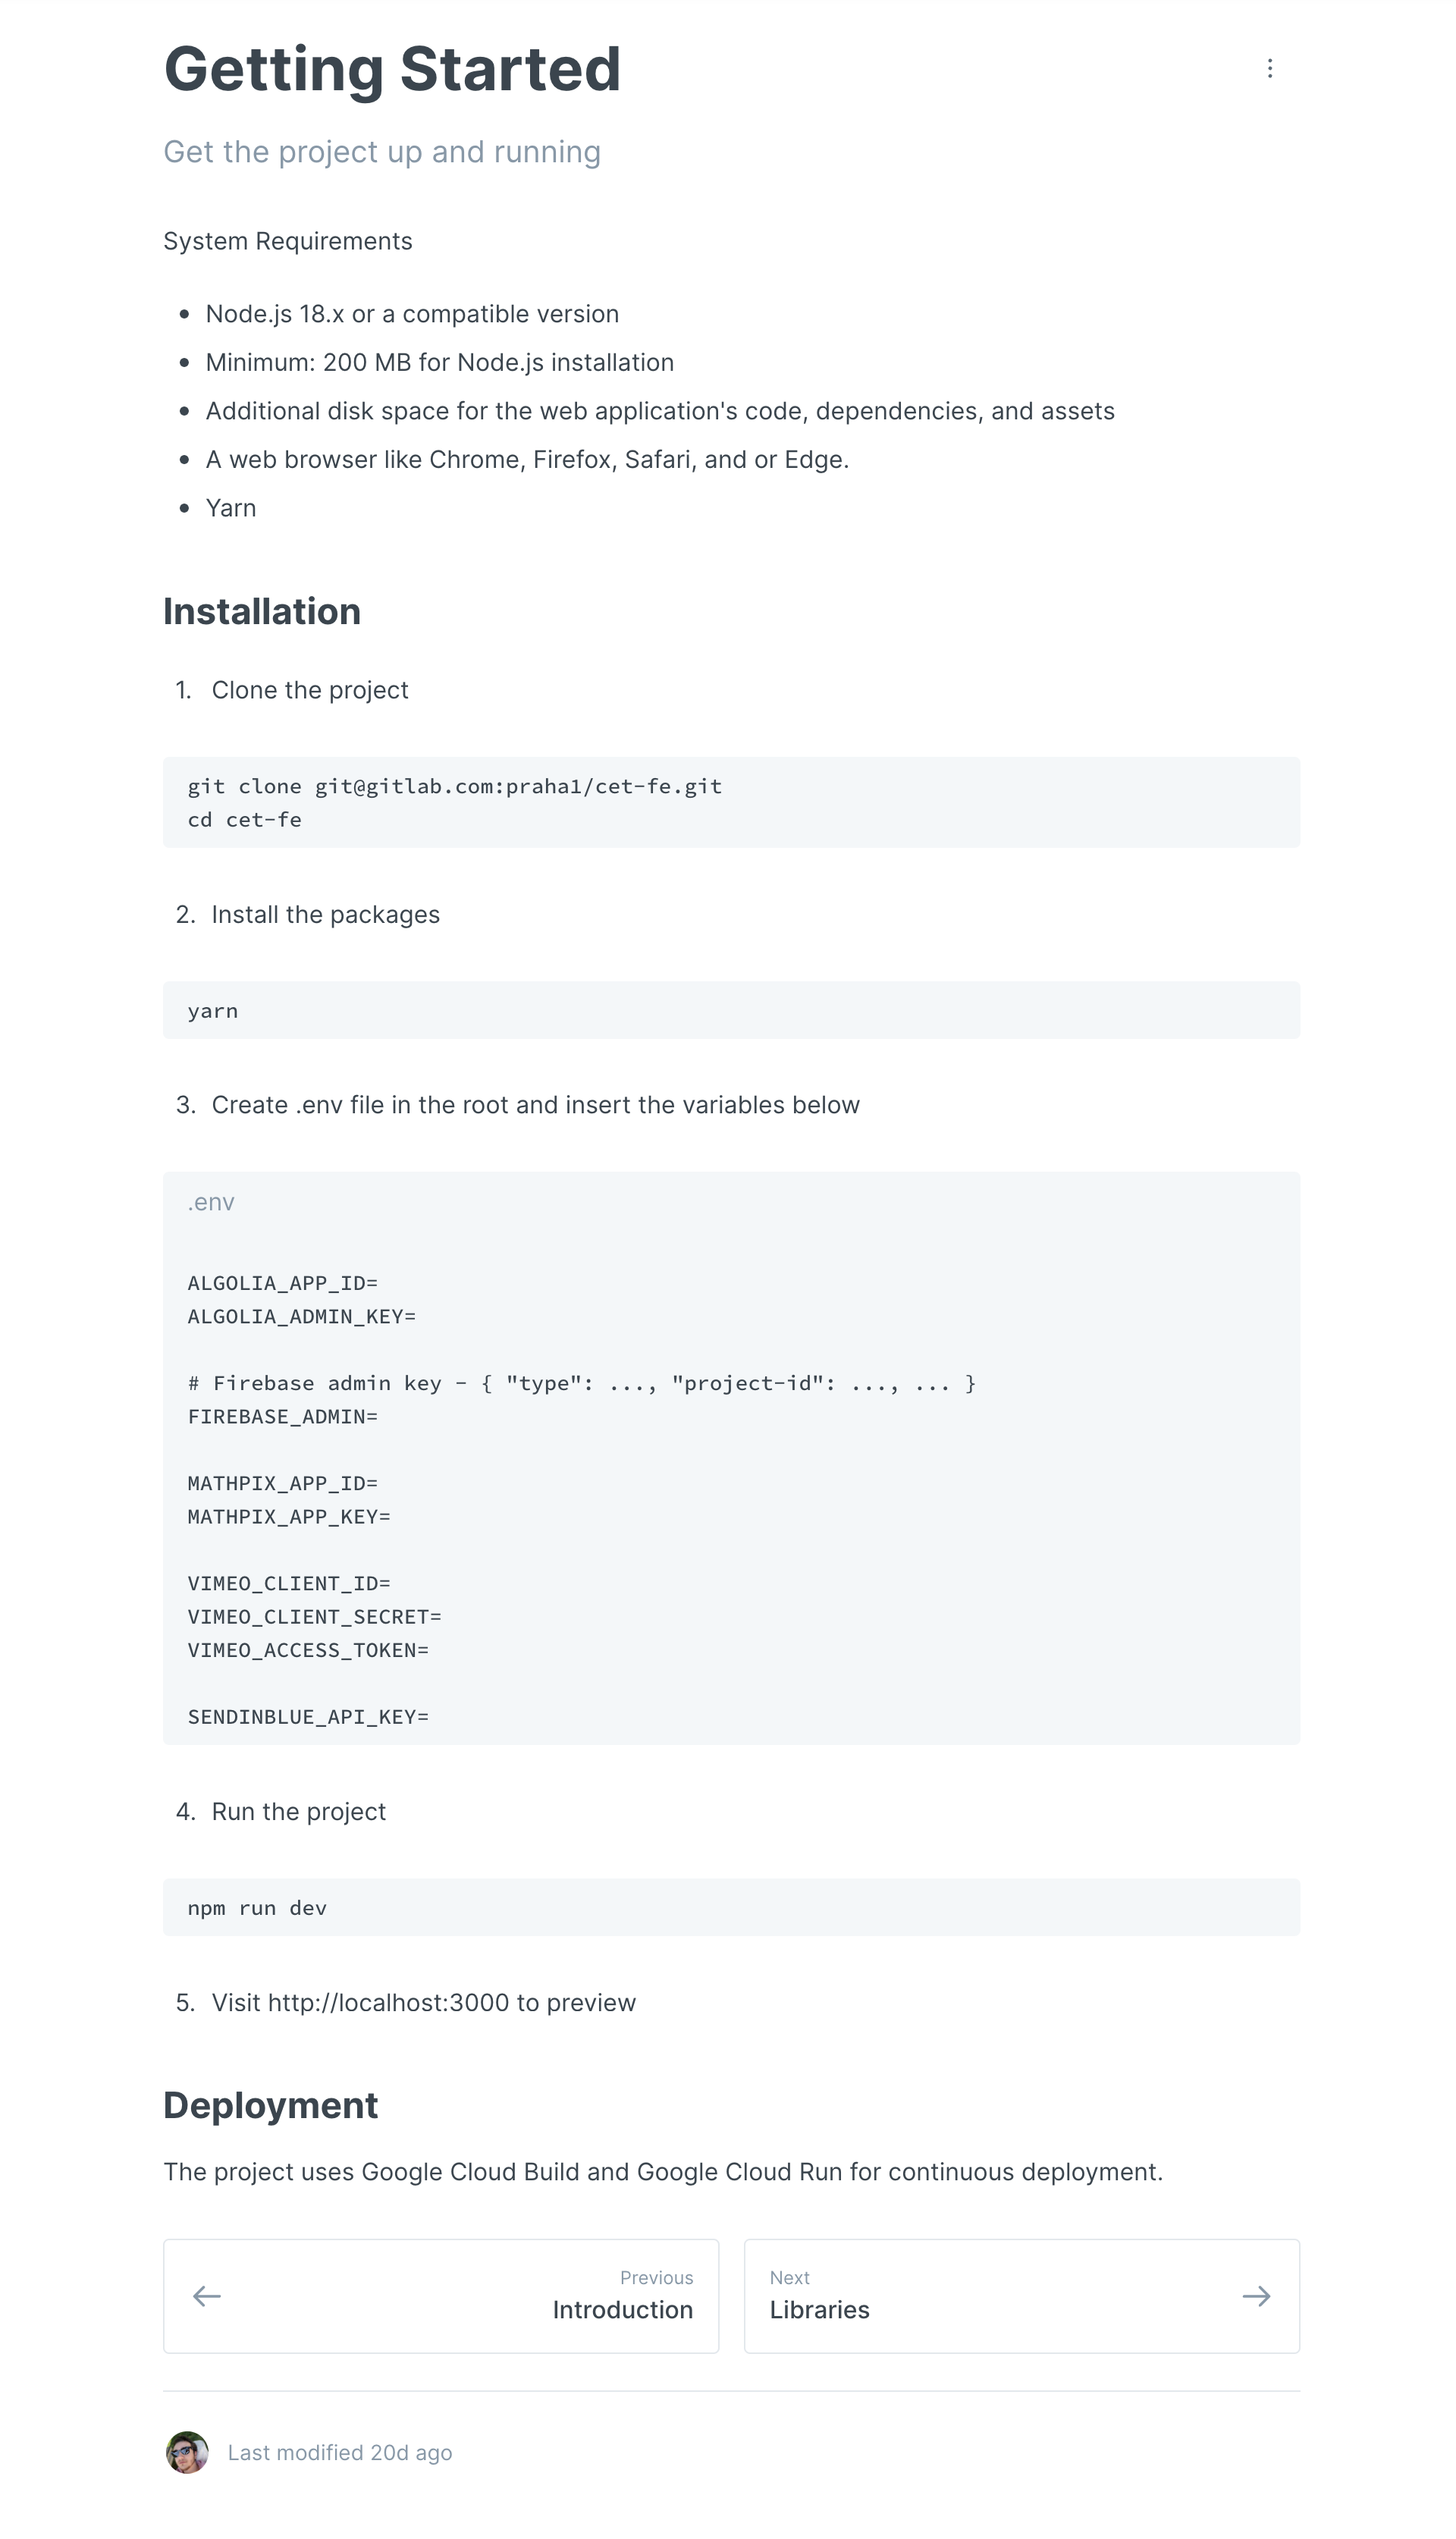 Getting Started
Get the project up and running
System Requirements
Node.js 18.x or a compatible version
Minimum: 200 MB for Node.js installation
Additional disk space for the web application's code, dependencies, and assets
A web browser like Chrome, Firefox, Safari, and or Edge.
Yarn
Installation
1. Clone the project
git clone git@gitlab.com:praha1/cet-fe.git
cd cet-fe
2. Install the packages
yarn
3. Create .env file in the root and insert the variables below
.env
ALGOLIA_APP_ID=
ALGOLIA_ADMIN_KEY=
# Firebase admin key - { "type": ..., "project-id": ..., ... }
FIREBASE_ADMIN=
MATHPIX_APP_ID=
MATHPIX_APP_KEY=
VIMEO_CLIENT_ID=
VIMEO_CLIENT_SECRET=
VIMEO_ACCESS_TOKEN=
SENDINBLUE_API_KEY=
4. Run the project
npm run dev
5. Visit http://localhost:3000 to preview
Deployment
The project uses Google Cloud Build and Google Cloud Run for continuous deployment.
Previous
Introduction
Next
Libraries
Last modified 20d ago